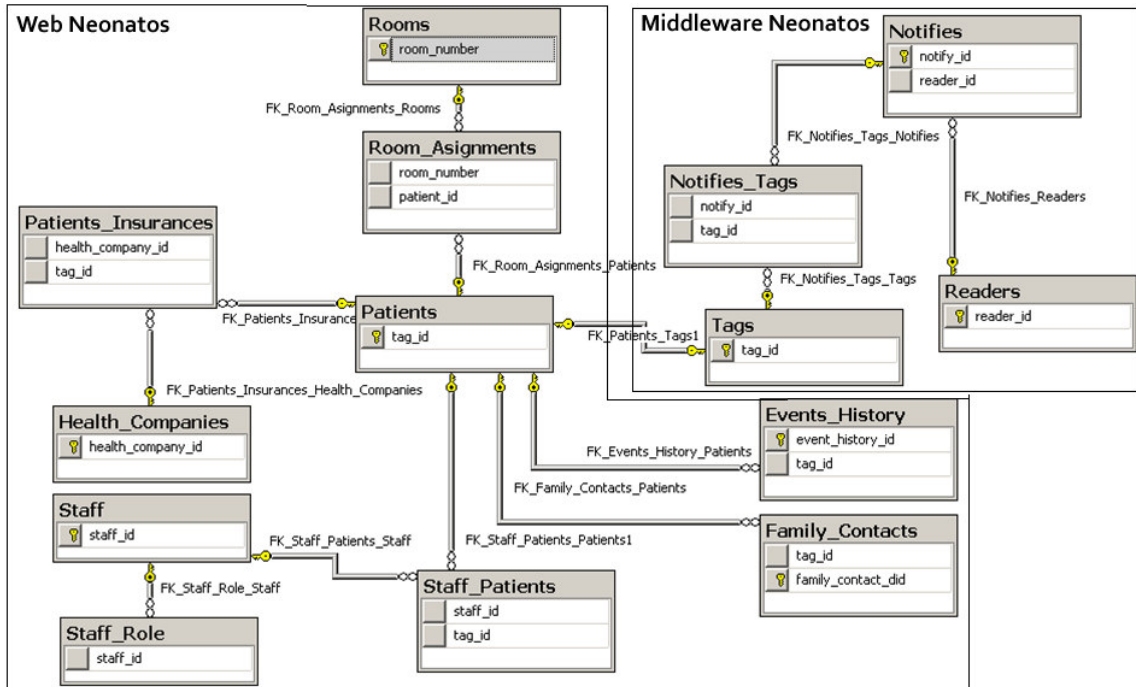 Web Neonatos
Rooms
room_number
FK_Room_Asignments_Rooms
Room_Asignments
room_number
patient_id
FK_Room_Asignments_Patients
Patients_Insurances
health_company_id
tag_id
FK_Patients_Insurance
Patients
tag_id
FK_Patients_Tags1
FK_Patients_Insurances_Health_Companies
Health_Companies
health_company_id
Staff
staff_id
FK_Staff_Patients_Staff
FK_Staff_Role_Staff
Staff_Role
staff_id
FK_Staff_Patients_Patients1
Staff_Patients
staff_id
tag_id
FK_Events_History_Patients
FK_Family_Contacts_Patients
Events_History
event_history_id
tag_id
Family_Contacts
tag_id
family_contact_did
Middleware Neonatos
Notifies
notify_id
reader_id
FK_Notifies_Tags_Notifies
Notifies_Tags
notify_id
tag_id
FK_Notifies_Readers
FK_Notifies_Tags_Tags
Readers
reader_id
Tags
tag_id